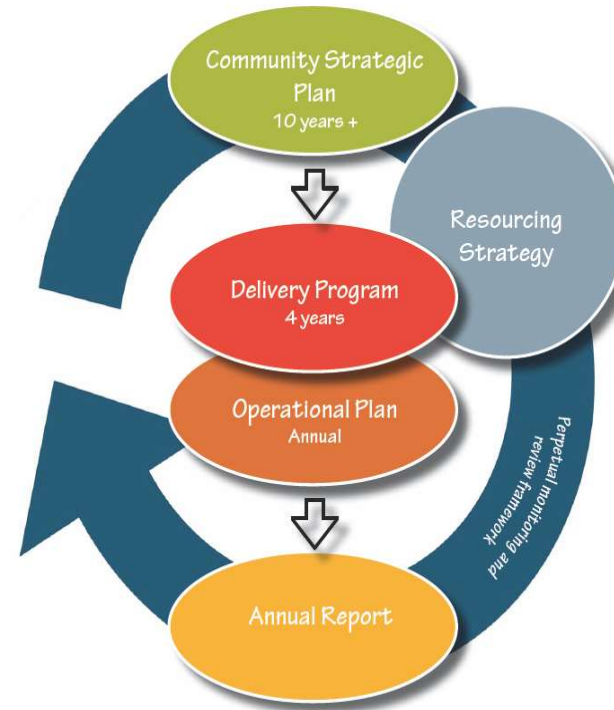 Community Strategic
Plan
10 years +
Resourcing
Strategy
Delivery Program
4 years
Operational Plan
Annual
Perpetual monitoring and
review framework
Annual Report